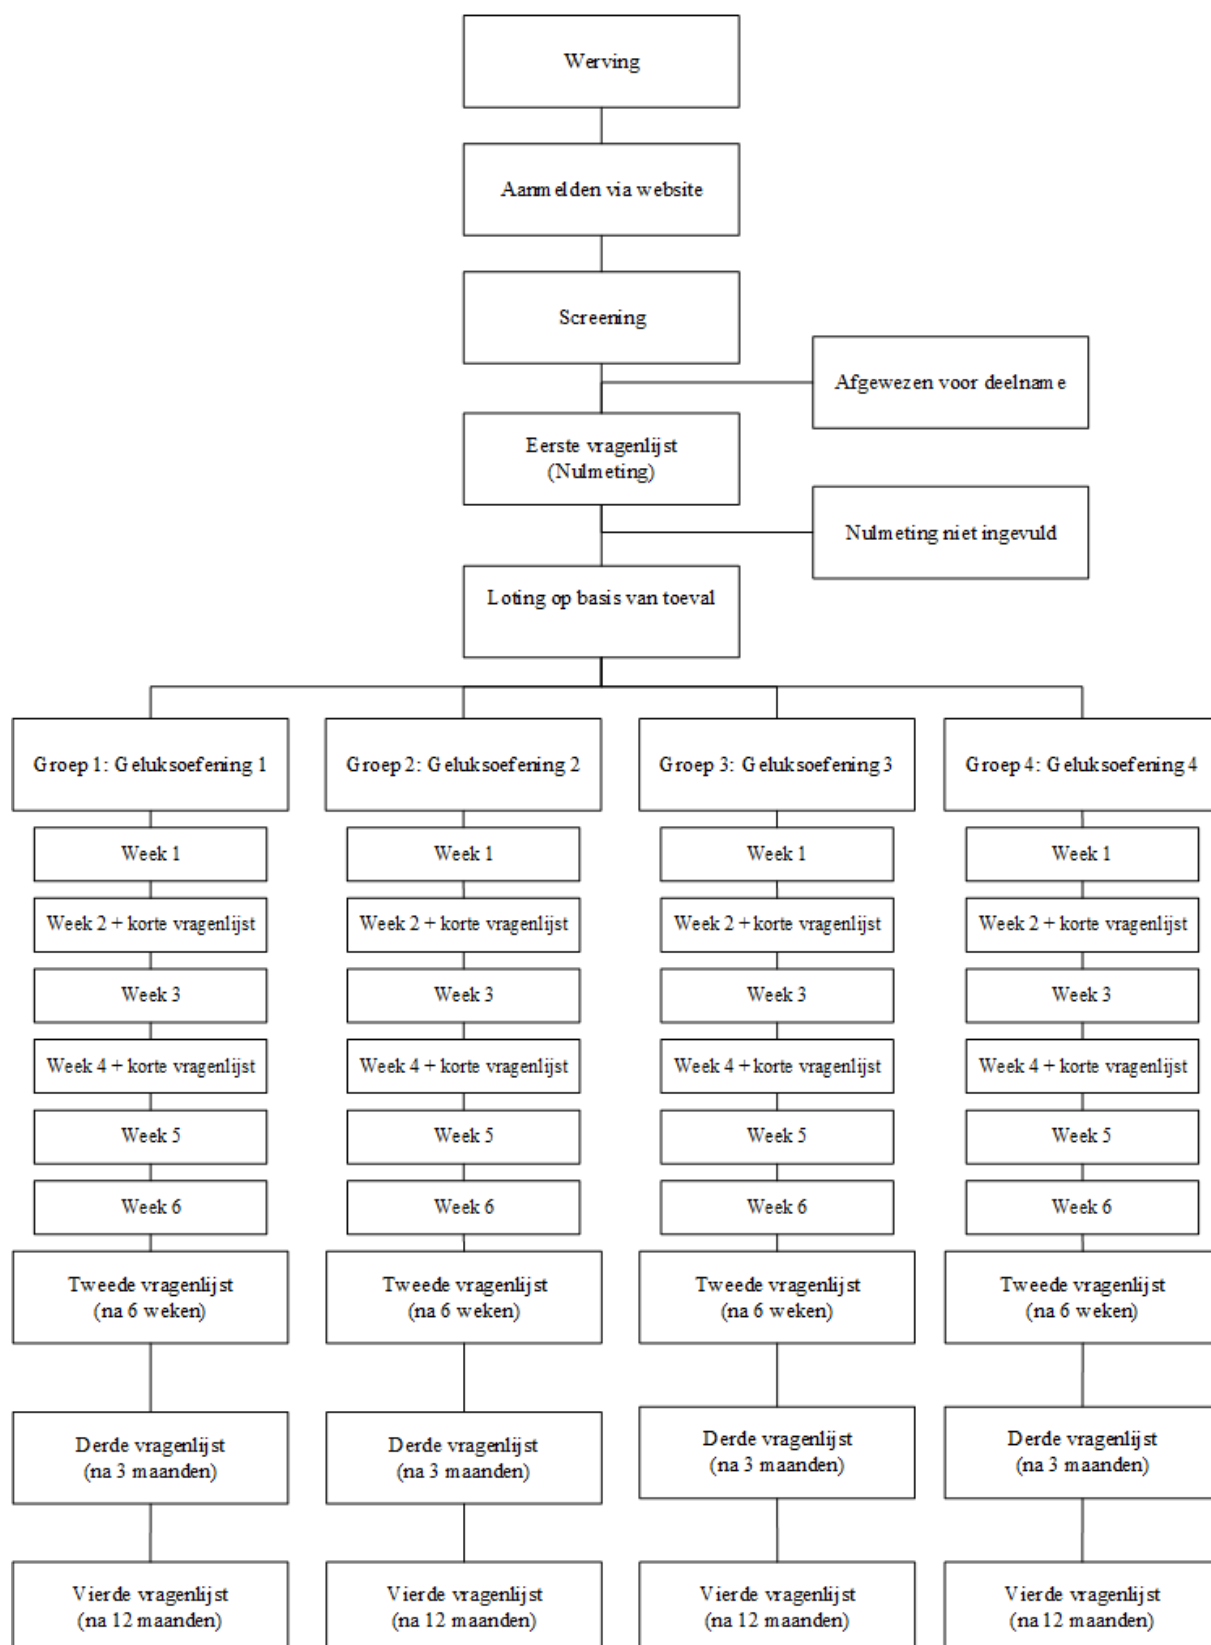 Werving
Aanmelden via website
Screening
Afgewezen voor deelname
Eerste vragenlijst
(Nulmeting)
Nulmeting niet ingevuld
Loting op basis van toeval
Groep 1: Geluksoefening 1
Groep 2: Geluksoefening 2
Groep 3: Geluksoefening 3
Groep 4: Geluksoefening 4
Week 1
Week 1
Week 1
Week 1
Week 2 + korte vragenlijst
Week 2 + korte vragenlijst
Week 2 + korte vragenlijst
Week 2 + korte vragenlijst
Week 3
Week 3
Week 3
Week 3
Week 4 + korte vragenlijst
Week 4 + korte vragenlijst
Week 4 + korte vragenlijst
Week 4 + korte vragenlijst
Week 5
Week 5
Week 5
Week 5
Week 6
Week 6
Week 6
Week 6
Tweede vragenlijst
(na 6 weken)
Tweede vragenlijst
(na 6 weken)
Tweede vragenlijst
(na 6 weken)
Tweede vragenlijst
(na 6 weken)
Derde vragenlijst
(na 3 maanden)
Derde vragenlijst
(na 3 maanden)
Derde vragenlijst
(na 3 maanden)
Derde vragenlijst
(na 3 maanden)
Vierde vragenlijst
(na 12 maanden)
Vierde vragenlijst
(na 12 maanden)
Vierde vragenlijst
(na 12 maanden)
Vierde vragenlijst
(na 12 maanden)